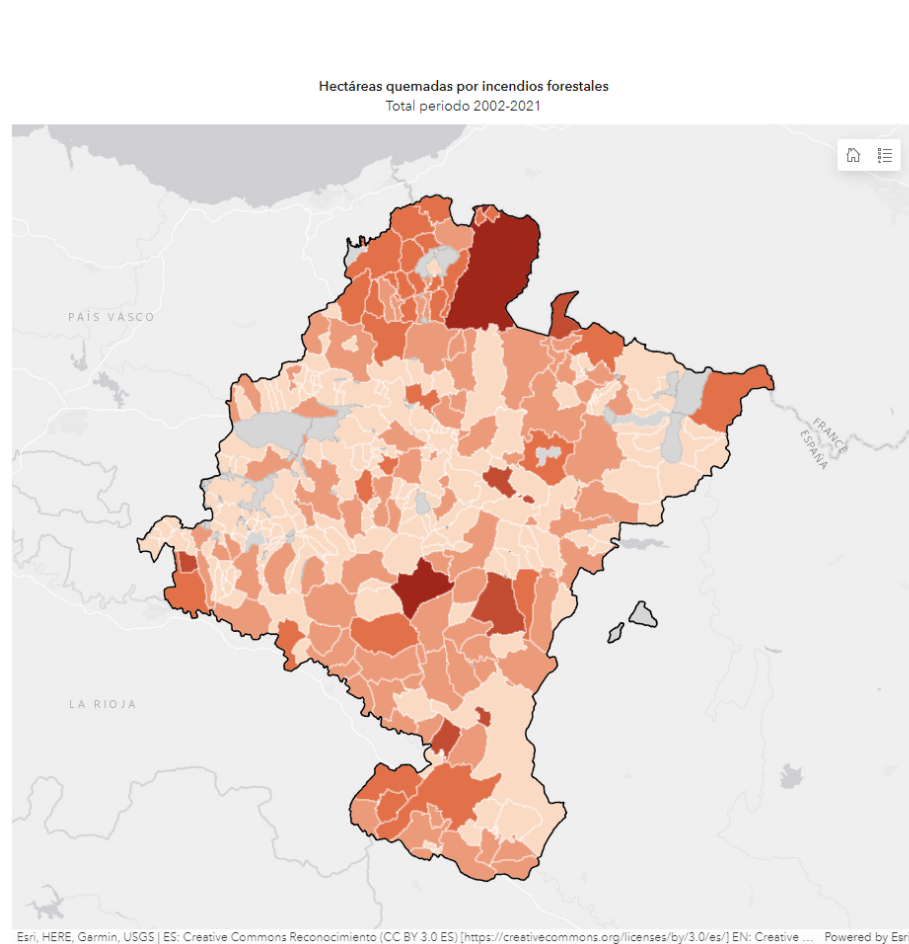 Hectáreas quemadas por incendios forestales
Total periodo 2002-2021
PAÍS VASCO
FRANCE
ESPAÑA
LA RIOJA
Esri, HERE, Garmin, USGS | ES: Creative Commons Reconocimiento (CC BY 3.0 ES) [https://creativecommons.org/licenses/by/3.0/es/] EN: Creative ... Powered by Esri